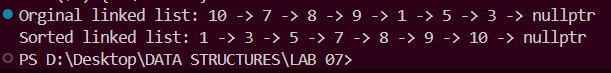 Orginal linked list: 10 -> 7 -> 8 -> 9 -> 1 -> 5 -> 3 -> nullptr
Sorted linked list: 1 -> 3 -> 5 -> 7 -> 8 -> 9 -> 10 -> nullptr
PS D:\Desktop\DATA STRUCTURES\LAB 07>